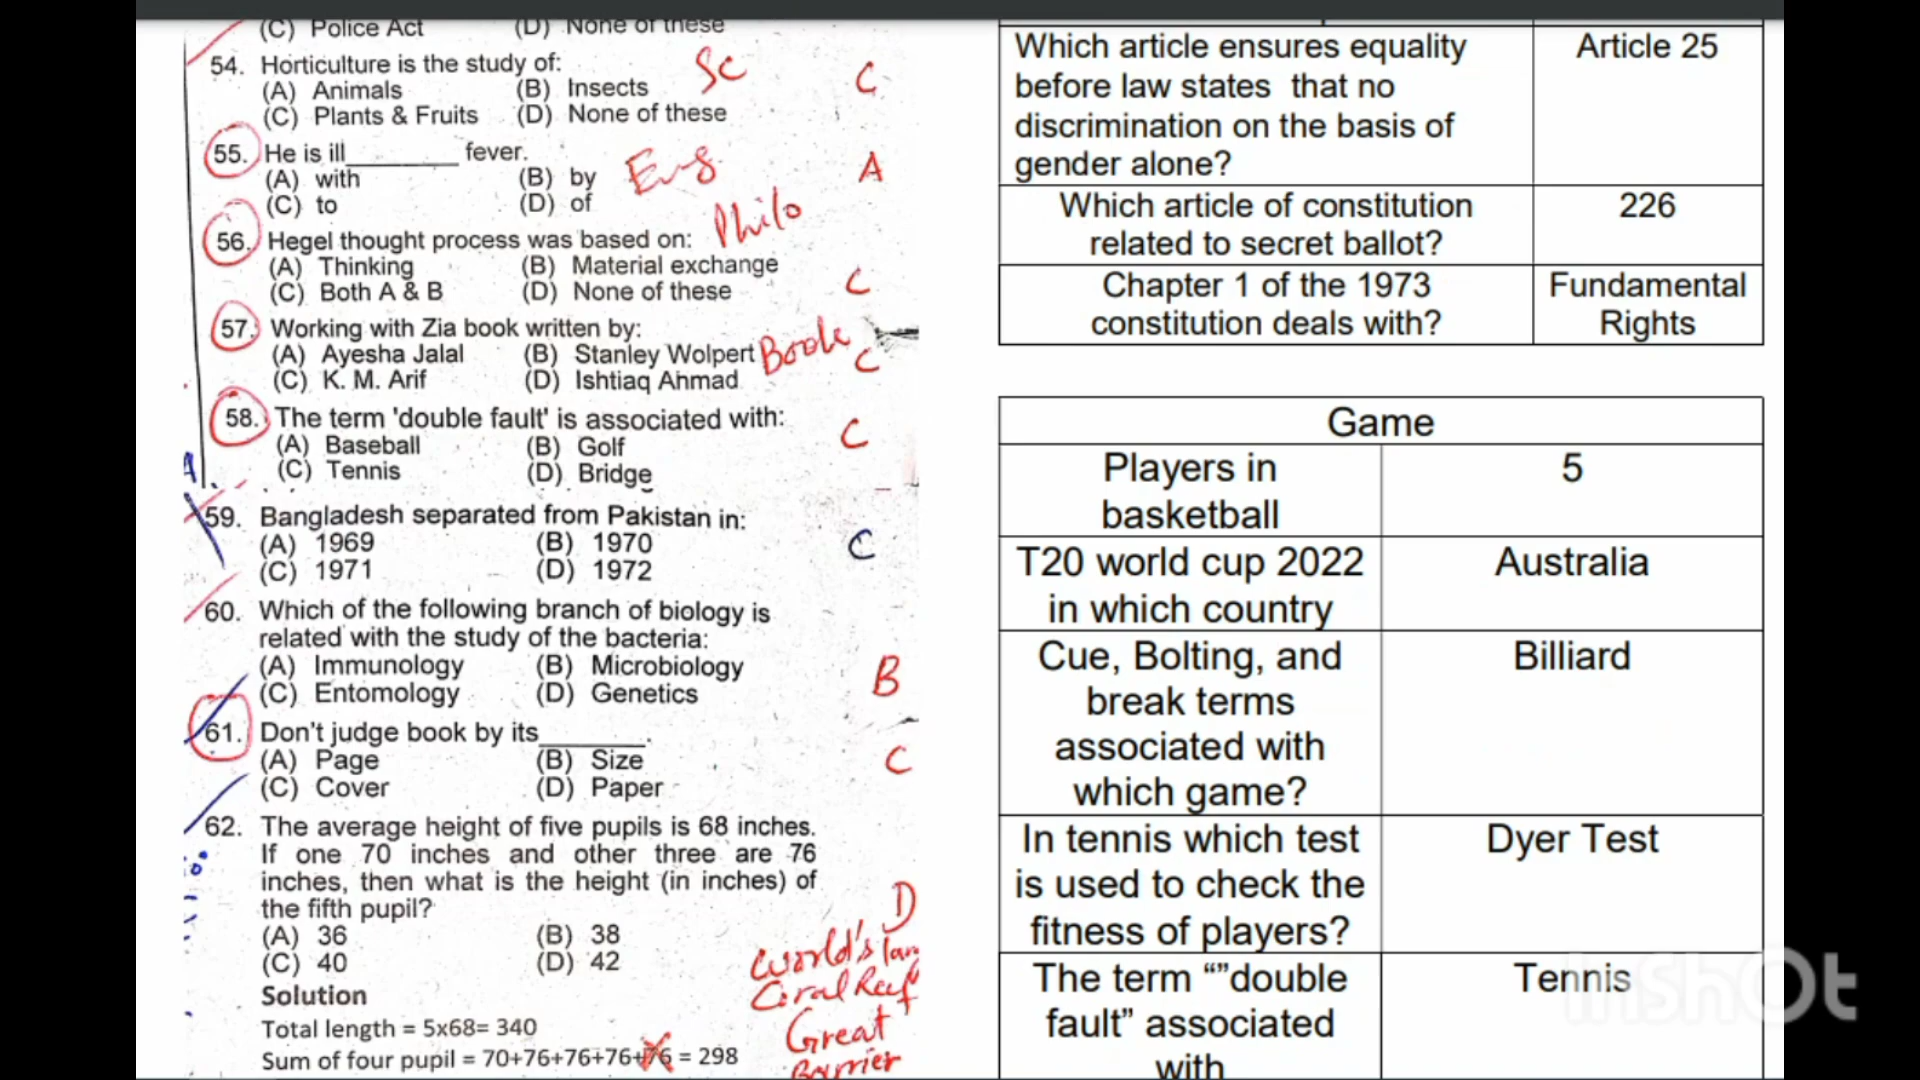 (C) Police Act (D) None of these
54. Horticulture is the study of: Sc
(A) Animals (B) Insects C
(C) Plants & Fruits (D) None of these
55. He is ill________ fever.
(A) with (B) by Eng A
(C) to (D) of
56. Hegel thought process was based on: Philo
(A) Thinking (B) Material exchange
(C) Both A & B (D) None of these C
57. Working with Zia book written by:
(A) Ayesha Jalal (B) Stanley Wolpert Book C
(C) K. M. Arif (D) Ishtiaq Ahmad
58. The term 'double fault' is associated with: C
(A) Baseball (B) Golf
(C) Tennis (D) Bridge
59. Bangladesh separated from Pakistan in:
(A) 1969 (B) 1970 C
(C) 1971 (D) 1972
60. Which of the following branch of biology is
related with the study of the bacteria:
(A) Immunology (B) Microbiology B
(C) Entomology (D) Genetics
61. Don't judge book by its________.
(A) Page (B) Size C
(C) Cover (D) Paper
62. The average height of five pupils is 68 inches.
If one 70 inches and other three are 76
inches, then what is the height (in inches) of
the fifth pupil? D
(A) 36 (B) 38
(C) 40 (D) 42
World's lar
Coral Reef
Great
Barrier
Solution
Total length = 5x68= 340
Sum of four pupil = 70+76+76+76+76 = 298
Which article ensures equality Article 25
before law states that no
discrimination on the basis of
gender alone?
Which article of constitution 226
related to secret ballot?
Chapter 1 of the 1973 Fundamental
constitution deals with? Rights
Game
Players in 5
basketball
T20 world cup 2022 Australia
in which country
Cue, Bolting, and Billiard
break terms
associated with
which game?
In tennis which test Dyer Test
is used to check the
fitness of players?
The term “”double Tennis
fault” associated
with
InShOt